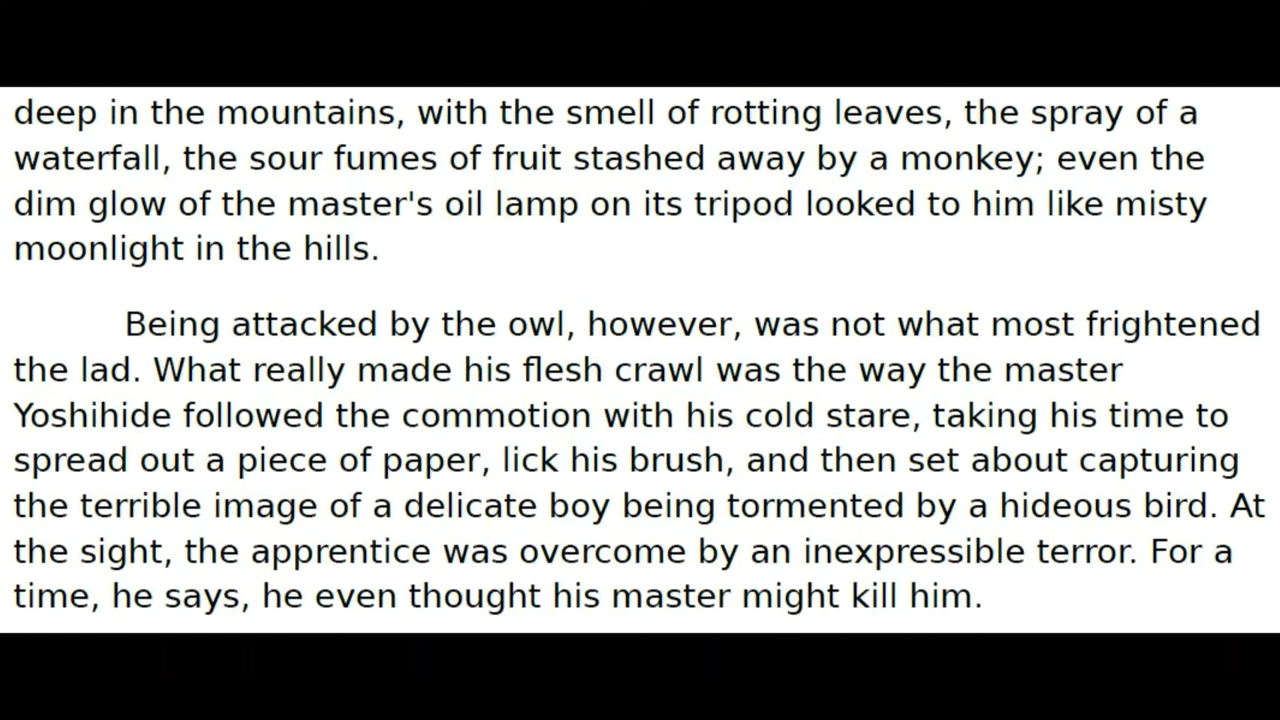 deep in the mountains, with the smell of rotting leaves, the spray of a
waterfall, the sour fumes of fruit stashed away by a monkey; even the
dim glow of the master's oil lamp on its tripod looked to him like misty
moonlight in the hills.
Being attacked by the owl, however, was not what most frightened
the lad. What really made his flesh crawl was the way the master
Yoshihide followed the commotion with his cold stare, taking his time to
spread out a piece of paper, lick his brush, and then set about capturing
the terrible image of a delicate boy being tormented by a hideous bird. At
the sight, the apprentice was overcome by an inexpressible terror. For a
time, he says, he even thought his master might kill him.